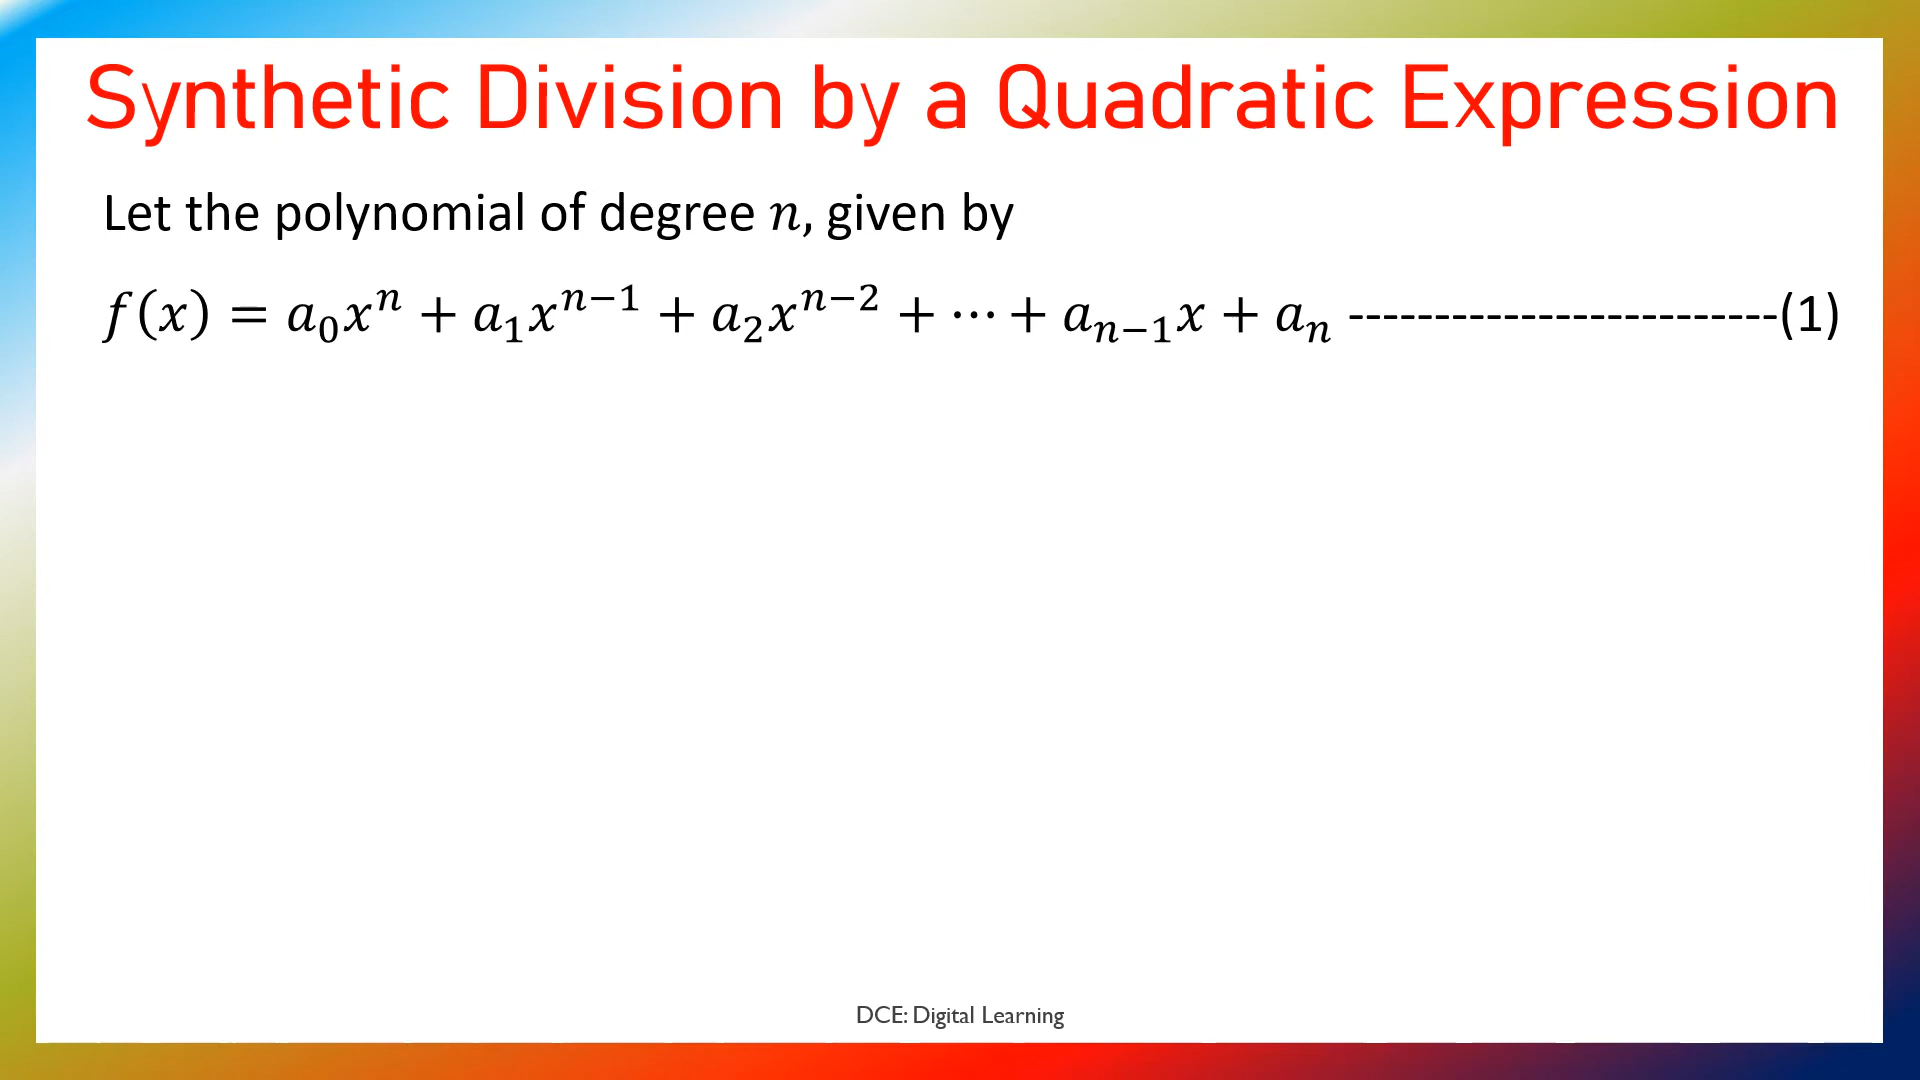 Synthetic Division by a Quadratic Expression
Let the polynomial of degree n, given by
f(x) = a₀xⁿ + a₁xⁿ⁻¹ + a₂xⁿ⁻² + ⋯ + aₙ₋₁x + aₙ -------------------------(1)
DCE: Digital Learning